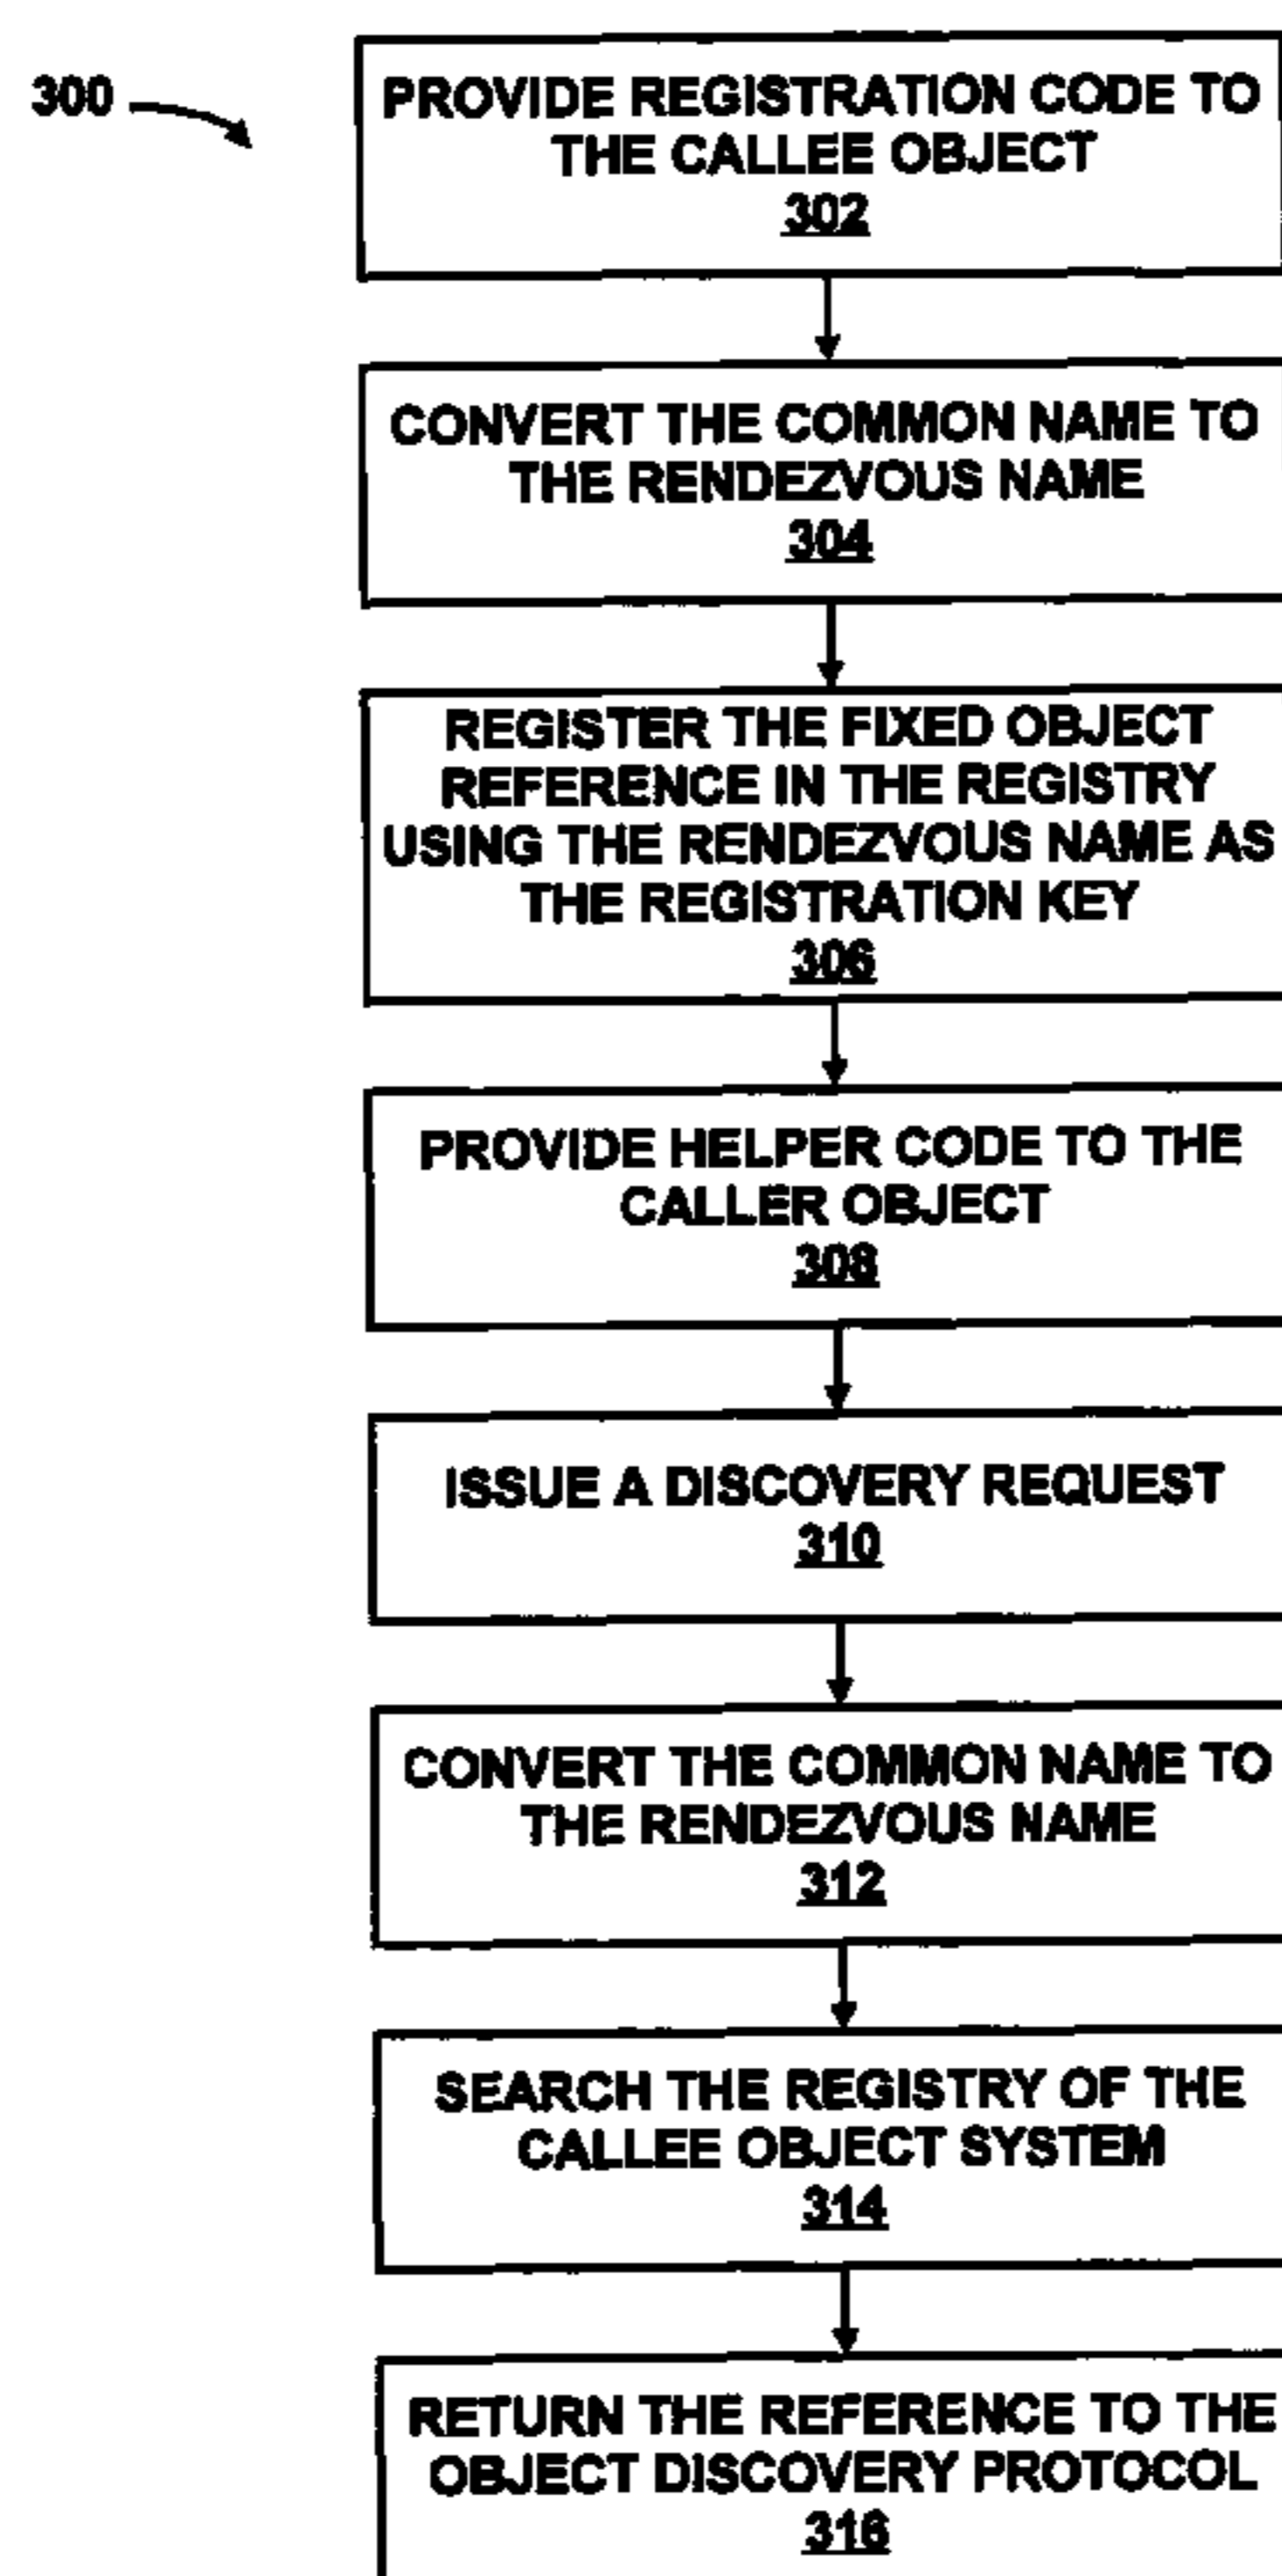 300
PROVIDE REGISTRATION CODE TO
THE CALLEE OBJECT
302
CONVERT THE COMMON NAME TO
THE RENDEZVOUS NAME
304
REGISTER THE FIXED OBJECT
REFERENCE IN THE REGISTRY
USING THE RENDEZVOUS NAME AS
THE REGISTRATION KEY
306
PROVIDE HELPER CODE TO THE
CALLER OBJECT
308
ISSUE A DISCOVERY REQUEST
310
CONVERT THE COMMON NAME TO
THE RENDEZVOUS NAME
312
SEARCH THE REGISTRY OF THE
CALLEE OBJECT SYSTEM
314
RETURN THE REFERENCE TO THE
OBJECT DISCOVERY PROTOCOL
316